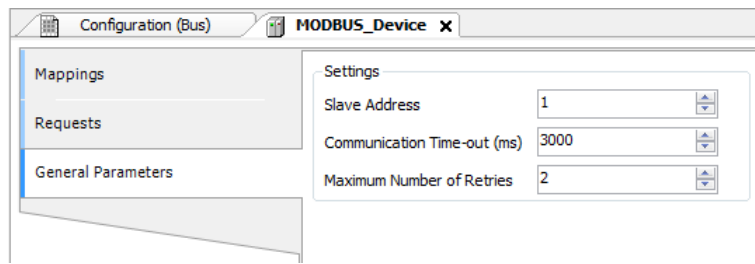 Configuration (Bus) MODBUS_Device X
Mappings
Requests
General Parameters
Settings
Slave Address 1
Communication Time-out (ms) 3000
Maximum Number of Retries 2